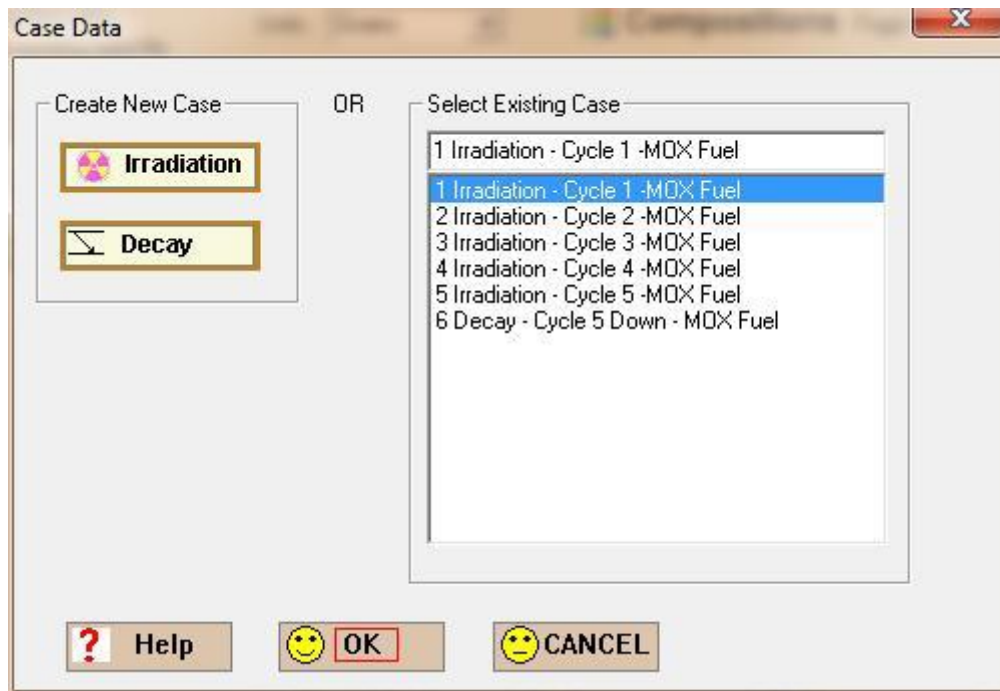 Case Data
Create New Case
OR
Select Existing Case
Irradiation
Decay
1 Irradiation - Cycle 1 -MOX Fuel
1 Irradiation - Cycle 1 -MOX Fuel
2 Irradiation - Cycle 2 -MOX Fuel
3 Irradiation - Cycle 3 -MOX Fuel
4 Irradiation - Cycle 4 -MOX Fuel
5 Irradiation - Cycle 5 -MOX Fuel
6 Decay - Cycle 5 Down - MOX Fuel
? Help
OK
CANCEL